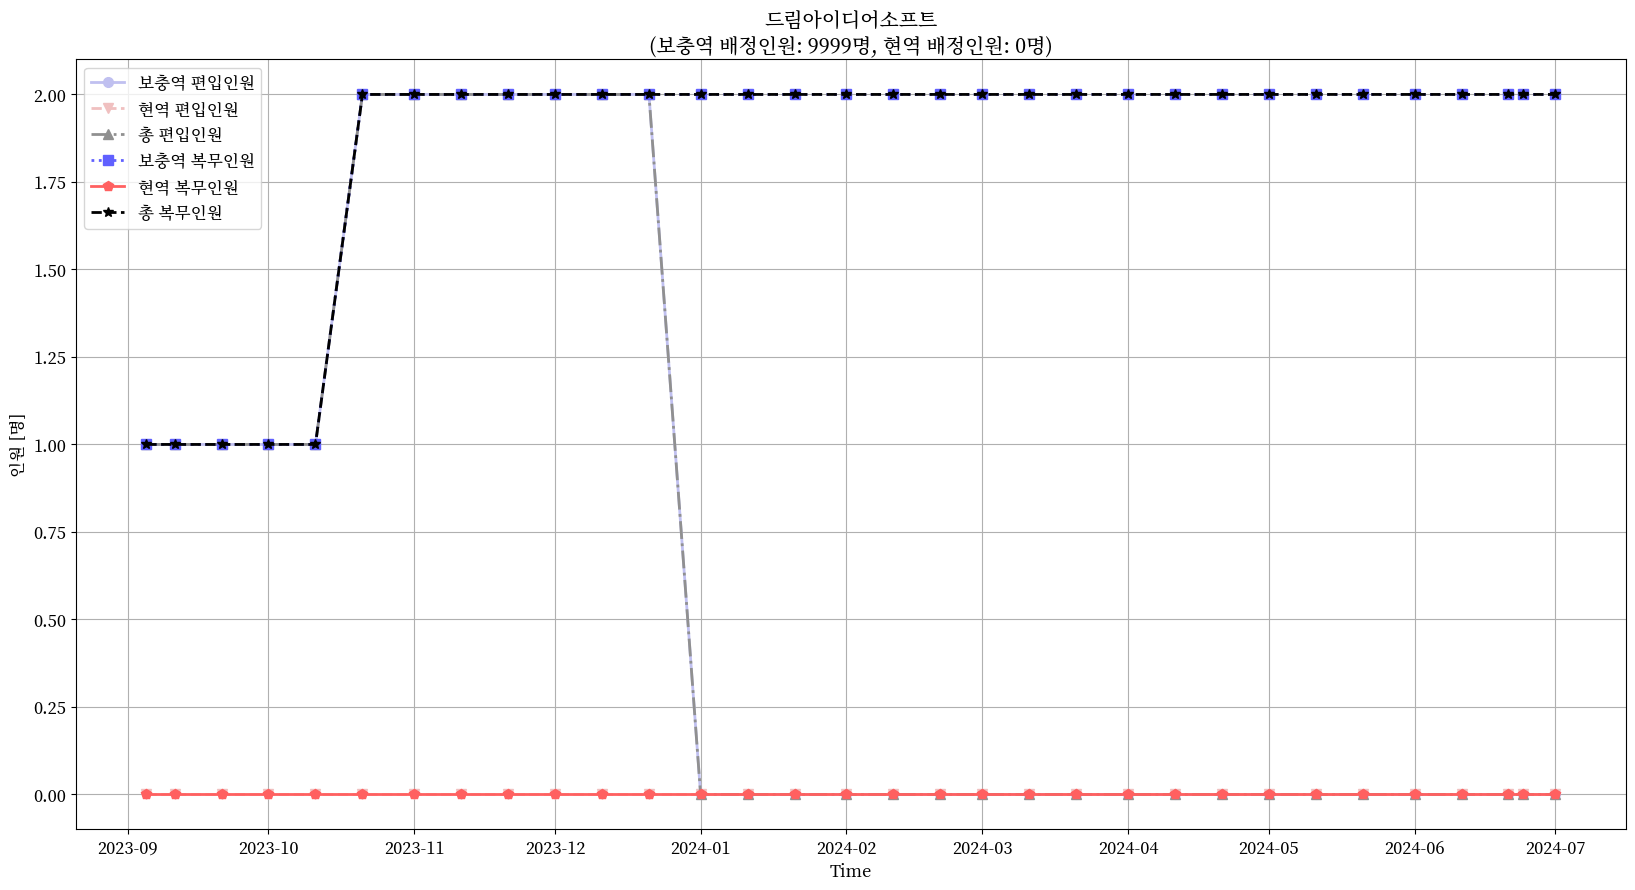 드림아이디어소프트
(보충역 배정인원: 9999명, 현역 배정인원: 0명)
보충역 편입인원
현역 편입인원
총 편입인원
보충역 복무인원
현역 복무인원
총 복무인원
인원 [명]
2.00
1.75
1.50
1.25
1.00
0.75
0.50
0.25
0.00
2023-09 2023-10 2023-11 2023-12 2024-01 2024-02 2024-03 2024-04 2024-05 2024-06 2024-07
Time